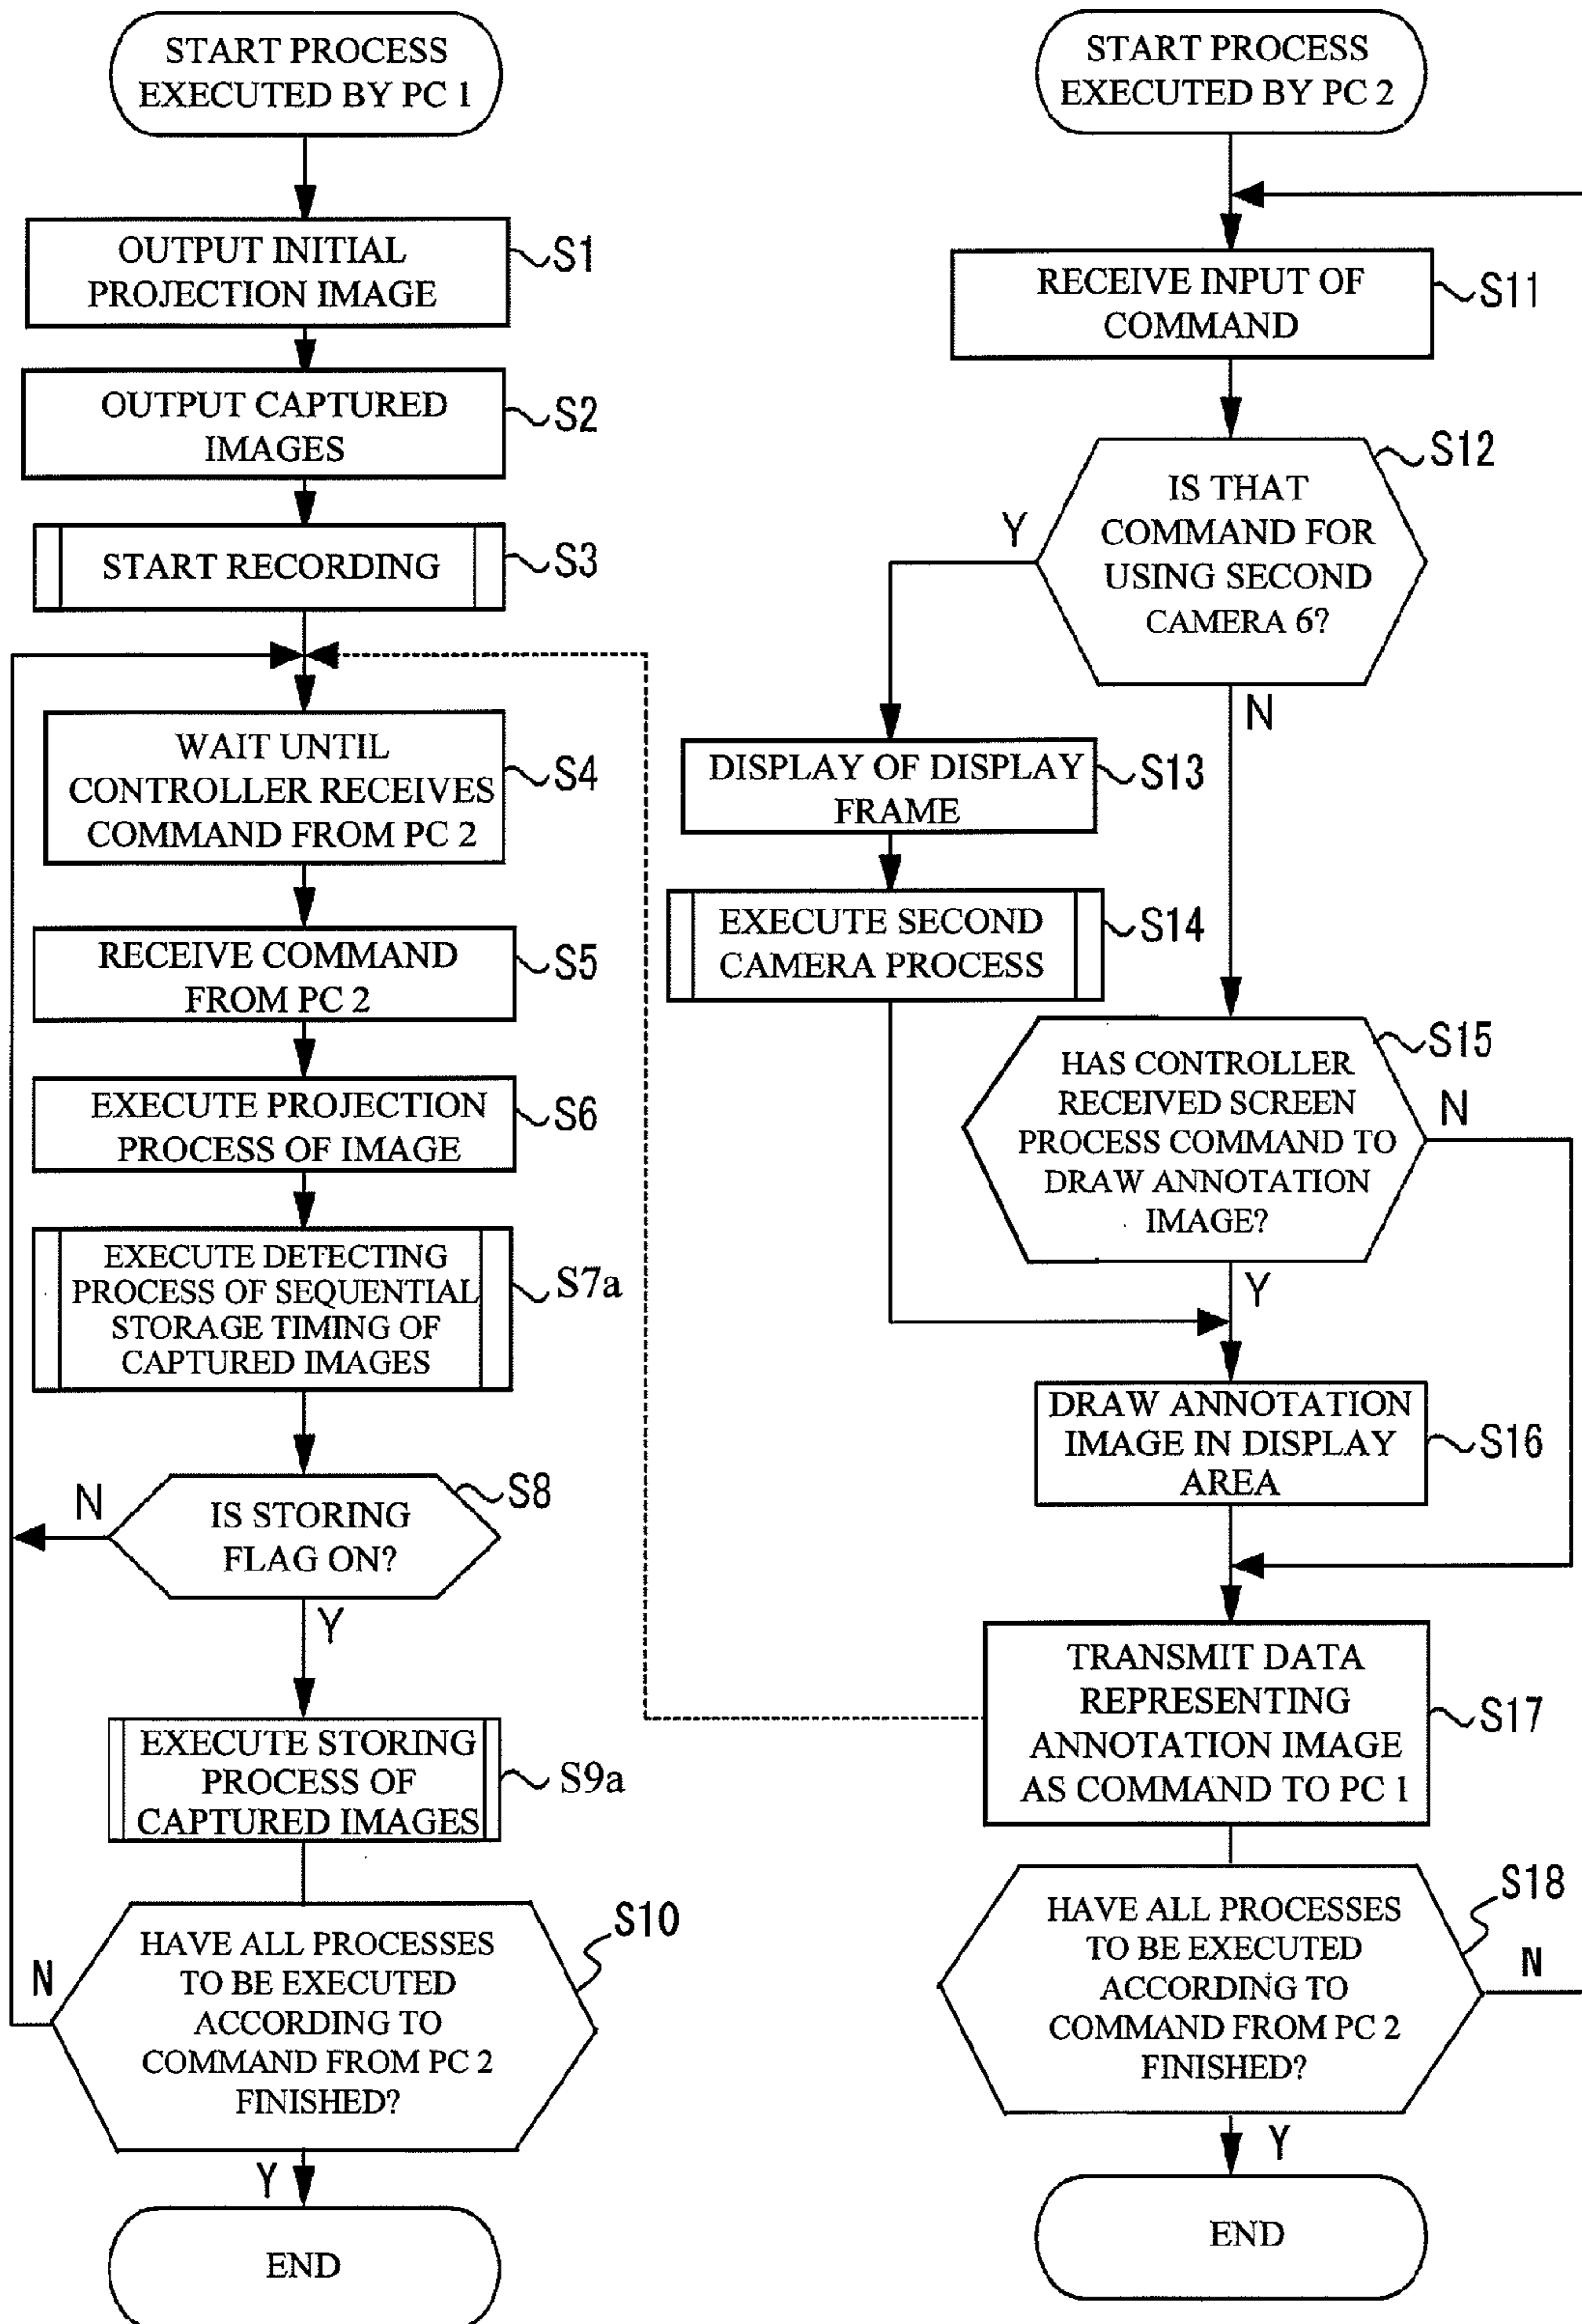 START PROCESS
EXECUTED BY PC 1
OUTPUT INITIAL
PROJECTION IMAGE
S1
OUTPUT CAPTURED
IMAGES
S2
START RECORDING
S3
WAIT UNTIL
CONTROLLER RECEIVES
COMMAND FROM PC 2
S4
RECEIVE COMMAND
FROM PC 2
S5
EXECUTE PROJECTION
PROCESS OF IMAGE
S6
EXECUTE DETECTING
PROCESS OF SEQUENTIAL
STORAGE TIMING OF
CAPTURED IMAGES
S7a
IS STORING
FLAG ON?
S8
N
Y
EXECUTE STORING
PROCESS OF
CAPTURED IMAGES
S9a
HAVE ALL PROCESSES
TO BE EXECUTED
ACCORDING TO
COMMAND FROM PC 2
FINISHED?
S10
N
Y
END
START PROCESS
EXECUTED BY PC 2
RECEIVE INPUT OF
COMMAND
S11
IS THAT
COMMAND FOR
USING SECOND
CAMERA 6?
S12
Y
N
DISPLAY OF DISPLAY
FRAME
S13
EXECUTE SECOND
CAMERA PROCESS
S14
HAS CONTROLLER
RECEIVED SCREEN
PROCESS COMMAND TO
DRAW ANNOTATION
IMAGE?
S15
N
Y
DRAW ANNOTATION
IMAGE IN DISPLAY
AREA
S16
TRANSMIT DATA
REPRESENTING
ANNOTATION IMAGE
AS COMMAND TO PC 1
S17
HAVE ALL PROCESSES
TO BE EXECUTED
ACCORDING TO
COMMAND FROM PC 2
FINISHED?
S18
N
Y
END